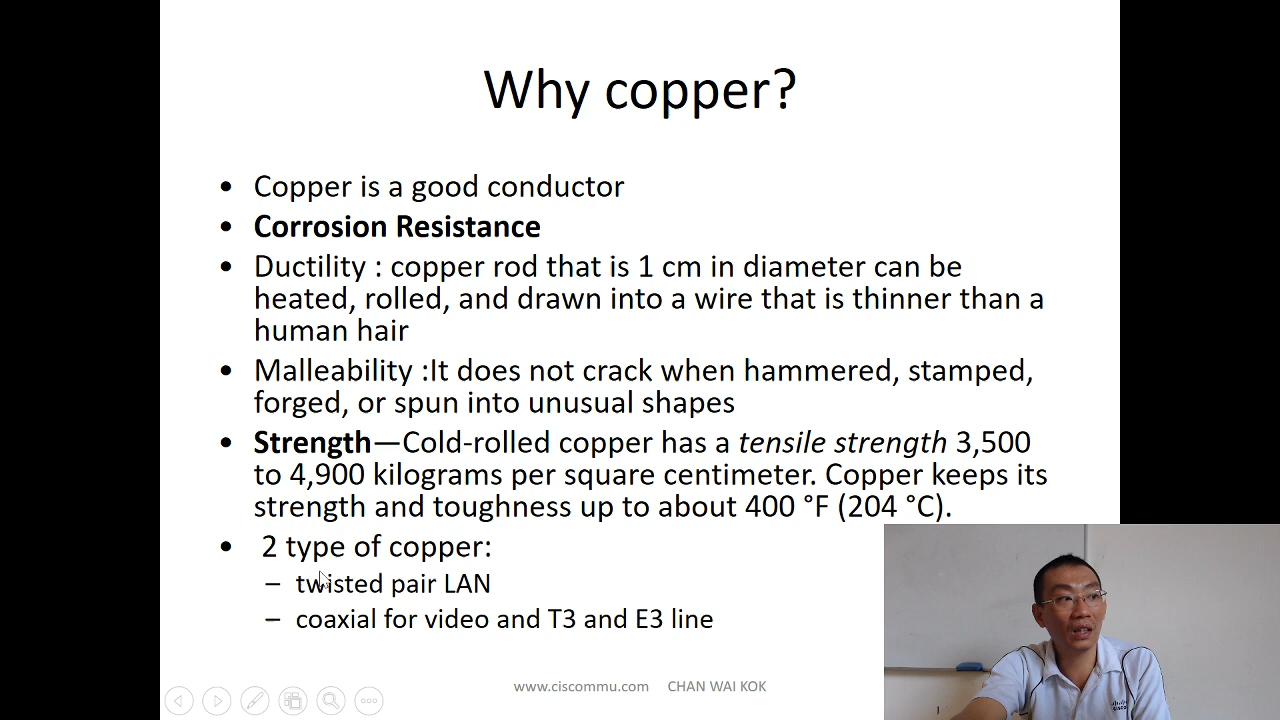 Why copper?
• Copper is a good conductor
• Corrosion Resistance
• Ductility : copper rod that is 1 cm in diameter can be
heated, rolled, and drawn into a wire that is thinner than a
human hair
• Malleability :It does not crack when hammered, stamped,
forged, or spun into unusual shapes
• Strength—Cold-rolled copper has a tensile strength 3,500
to 4,900 kilograms per square centimeter. Copper keeps its
strength and toughness up to about 400 °F (204 °C).
• 2 type of copper:
– twisted pair LAN
– coaxial for video and T3 and E3 line
www.ciscommu.com CHAN WAI KOK
CISCO